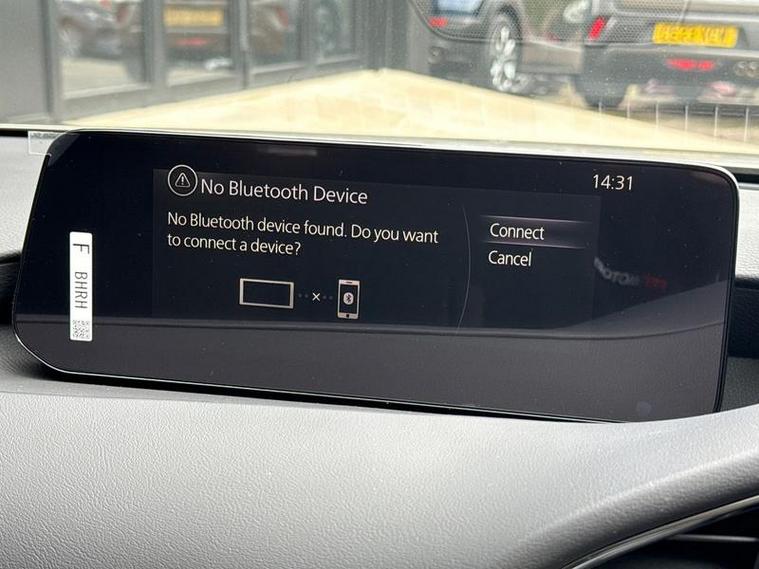 No Bluetooth Device
14:31
No Bluetooth device found. Do you want
to connect a device?
Connect
Cancel
F
BHRH